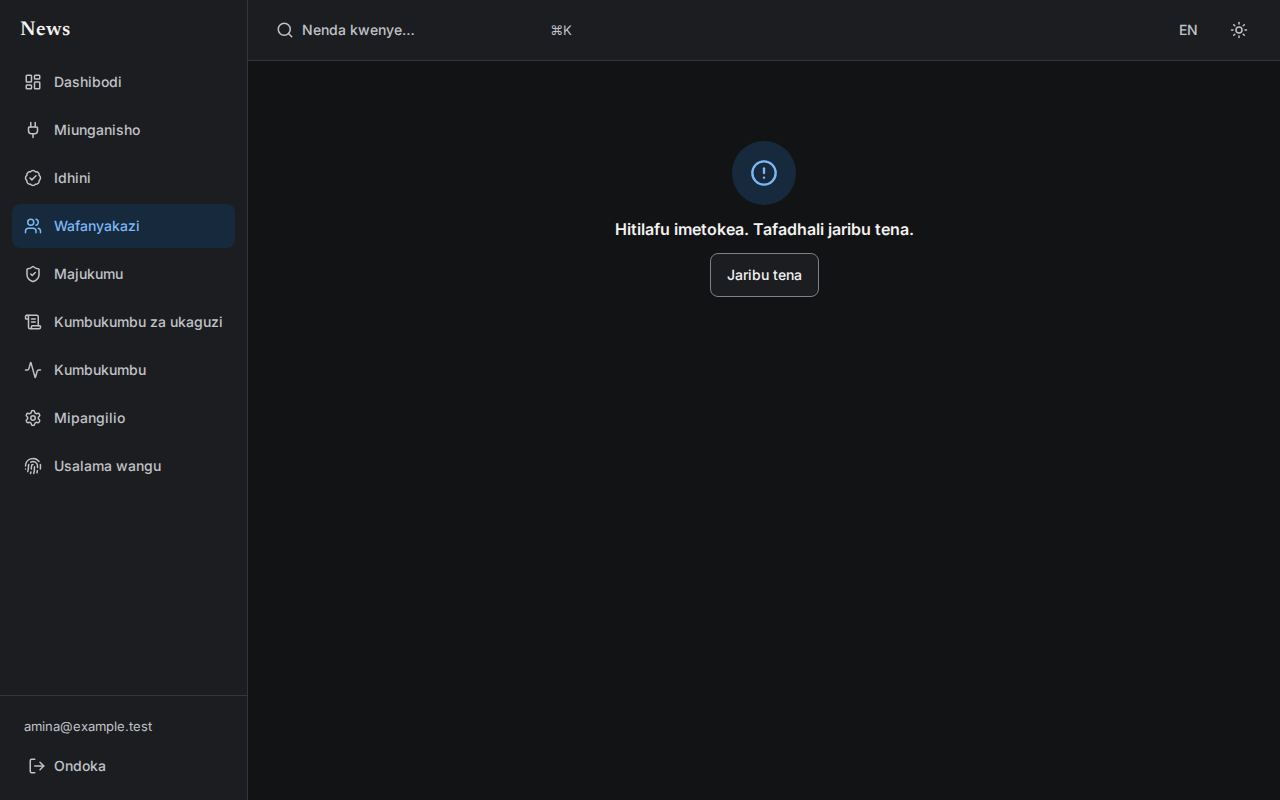 News
Nenda kwenye...
⌘K
EN
Dashibodi
Miunganisho
Idhini
Wafanyakazi
Majukumu
Kumbukumbu za ukaguzi
Kumbukumbu
Mipangilio
Usalama wangu
Hitilafu imetokea. Tafadhali jaribu tena.
Jaribu tena
amina@example.test
Ondoka